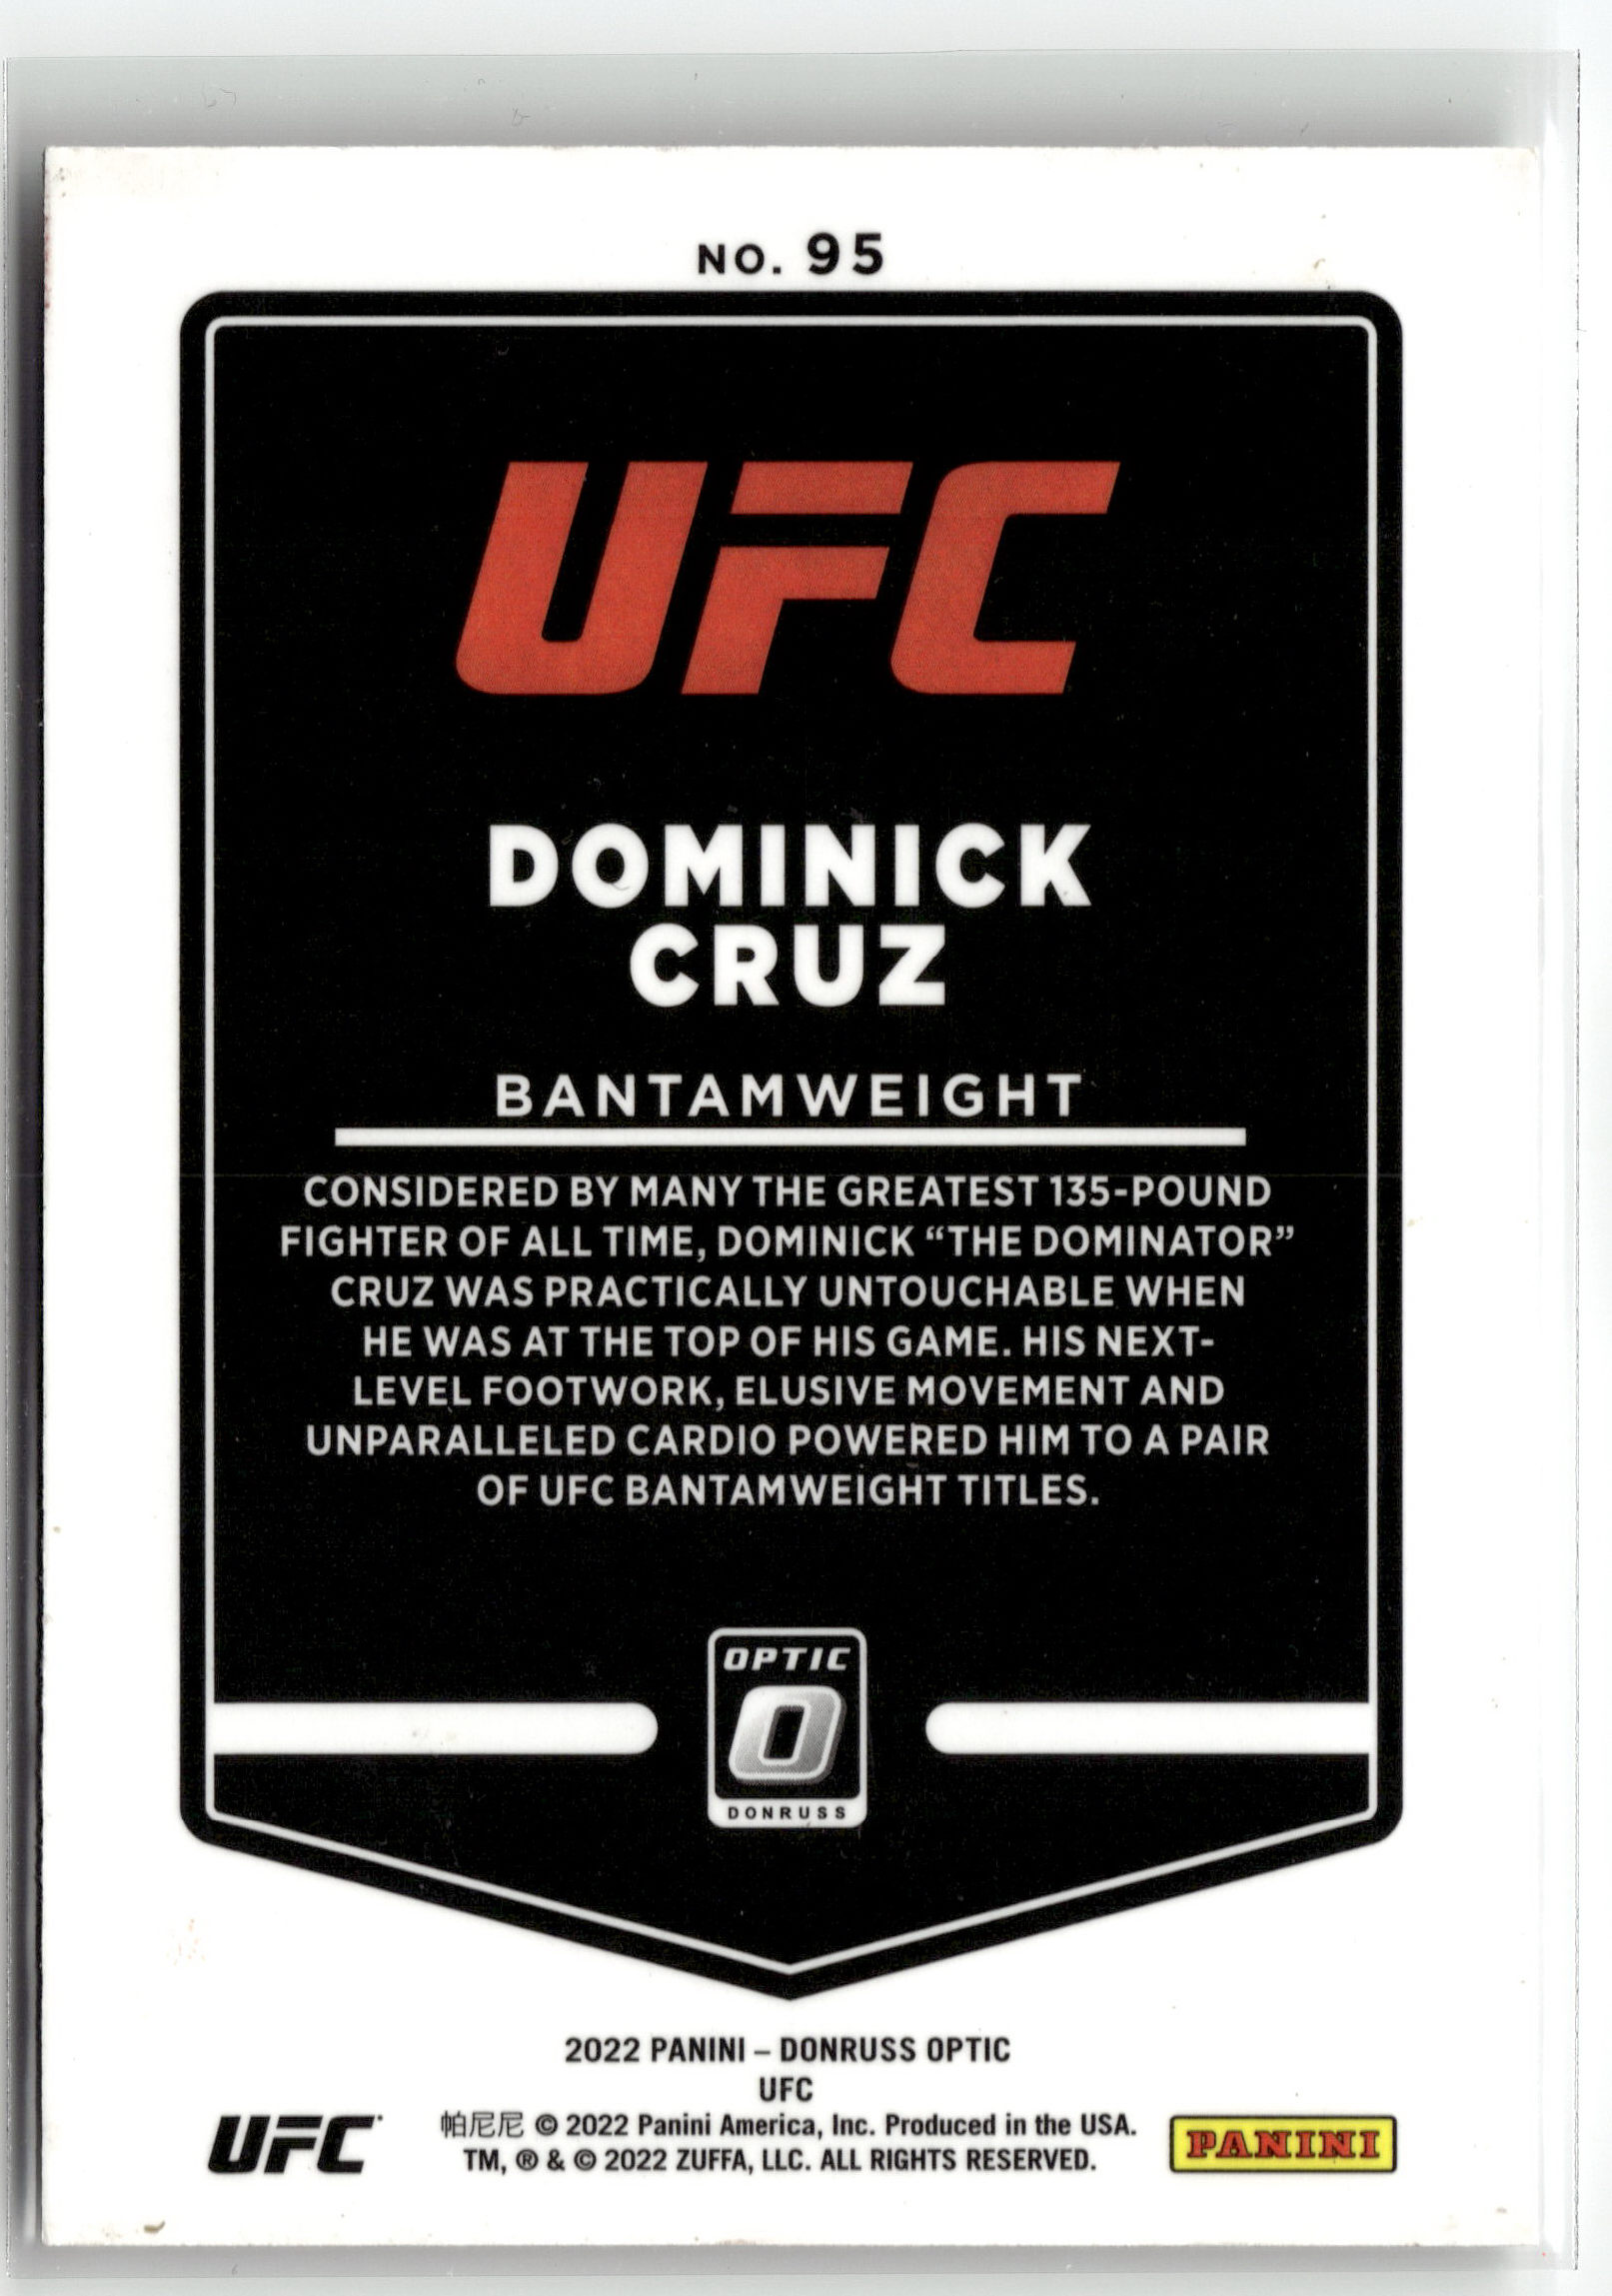 NO. 95
UFC
DOMINICK
CRUZ
BANTAMWEIGHT
CONSIDERED BY MANY THE GREATEST 135-POUND
FIGHTER OF ALL TIME, DOMINICK “THE DOMINATOR”
CRUZ WAS PRACTICALLY UNTOUCHABLE WHEN
HE WAS AT THE TOP OF HIS GAME. HIS NEXT-
LEVEL FOOTWORK, ELUSIVE MOVEMENT AND
UNPARALLELED CARDIO POWERED HIM TO A PAIR
OF UFC BANTAMWEIGHT TITLES.
OPTIC
O
DONRUSS
2022 PANINI – DONRUSS OPTIC
UFC
帕尼尼 © 2022 Panini America, Inc. Produced in the USA.
TM, ® & © 2022 ZUFFA, LLC. ALL RIGHTS RESERVED.
UFC
PANINI